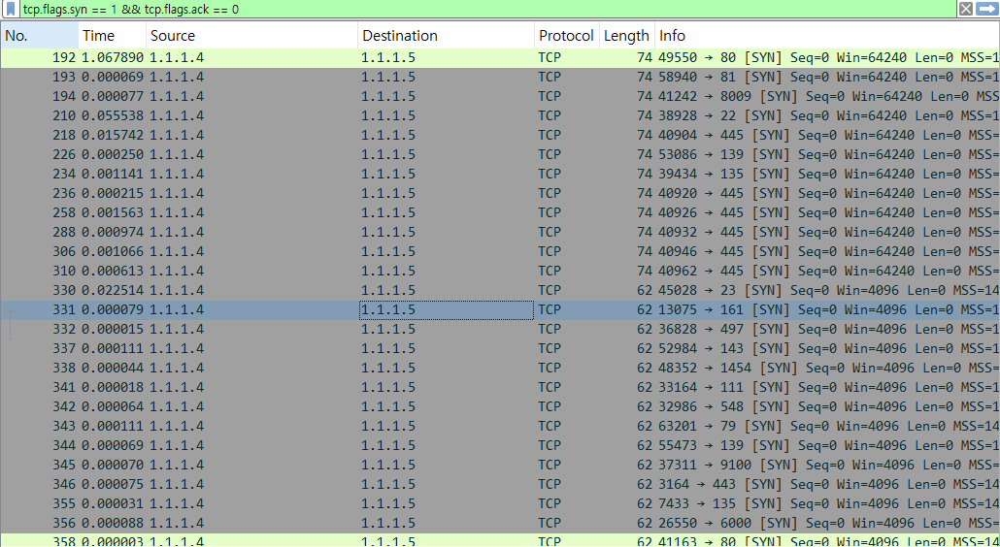 tcp.flags.syn == 1 && tcp.flags.ack == 0
No. Time Source Destination Protocol Length Info
192 1.067890 1.1.1.4 1.1.1.5 TCP 74 49550 → 80 [SYN] Seq=0 Win=64240 Len=0 MSS=1
193 0.000069 1.1.1.4 1.1.1.5 TCP 74 58940 → 81 [SYN] Seq=0 Win=64240 Len=0 MSS=1
194 0.000077 1.1.1.4 1.1.1.5 TCP 74 41242 → 8009 [SYN] Seq=0 Win=64240 Len=0 MSS
210 0.055538 1.1.1.4 1.1.1.5 TCP 74 38928 → 22 [SYN] Seq=0 Win=64240 Len=0 MSS=1
218 0.015742 1.1.1.4 1.1.1.5 TCP 74 40904 → 445 [SYN] Seq=0 Win=64240 Len=0 MSS=
226 0.000250 1.1.1.4 1.1.1.5 TCP 74 53086 → 139 [SYN] Seq=0 Win=64240 Len=0 MSS=
234 0.001141 1.1.1.4 1.1.1.5 TCP 74 39434 → 135 [SYN] Seq=0 Win=64240 Len=0 MSS=
236 0.000215 1.1.1.4 1.1.1.5 TCP 74 40920 → 445 [SYN] Seq=0 Win=64240 Len=0 MSS=
258 0.001563 1.1.1.4 1.1.1.5 TCP 74 40926 → 445 [SYN] Seq=0 Win=64240 Len=0 MSS=
288 0.000974 1.1.1.4 1.1.1.5 TCP 74 40932 → 445 [SYN] Seq=0 Win=64240 Len=0 MSS=
306 0.001066 1.1.1.4 1.1.1.5 TCP 74 40946 → 445 [SYN] Seq=0 Win=64240 Len=0 MSS=
310 0.000613 1.1.1.4 1.1.1.5 TCP 74 40962 → 445 [SYN] Seq=0 Win=64240 Len=0 MSS=
330 0.022514 1.1.1.4 1.1.1.5 TCP 62 45028 → 23 [SYN] Seq=0 Win=4096 Len=0 MSS=14
331 0.000079 1.1.1.4 1.1.1.5 TCP 62 13075 → 161 [SYN] Seq=0 Win=4096 Len=0 MSS=1
332 0.000015 1.1.1.4 1.1.1.5 TCP 62 36828 → 497 [SYN] Seq=0 Win=4096 Len=0 MSS=1
337 0.000111 1.1.1.4 1.1.1.5 TCP 62 52984 → 143 [SYN] Seq=0 Win=4096 Len=0 MSS=1
338 0.000044 1.1.1.4 1.1.1.5 TCP 62 48352 → 1454 [SYN] Seq=0 Win=4096 Len=0 MSS=
341 0.000018 1.1.1.4 1.1.1.5 TCP 62 33164 → 111 [SYN] Seq=0 Win=4096 Len=0 MSS=1
342 0.000064 1.1.1.4 1.1.1.5 TCP 62 32986 → 548 [SYN] Seq=0 Win=4096 Len=0 MSS=1
343 0.000111 1.1.1.4 1.1.1.5 TCP 62 63201 → 79 [SYN] Seq=0 Win=4096 Len=0 MSS=14
344 0.000069 1.1.1.4 1.1.1.5 TCP 62 55473 → 139 [SYN] Seq=0 Win=4096 Len=0 MSS=1
345 0.000070 1.1.1.4 1.1.1.5 TCP 62 37311 → 9100 [SYN] Seq=0 Win=4096 Len=0 MSS=
346 0.000075 1.1.1.4 1.1.1.5 TCP 62 3164 → 443 [SYN] Seq=0 Win=4096 Len=0 MSS=14
355 0.000031 1.1.1.4 1.1.1.5 TCP 62 7433 → 135 [SYN] Seq=0 Win=4096 Len=0 MSS=14
356 0.000088 1.1.1.4 1.1.1.5 TCP 62 26550 → 6000 [SYN] Seq=0 Win=4096 Len=0 MSS=
358 0.000003 1.1.1.4 1.1.1.5 TCP 62 41163 → 80 [SYN] Seq=0 Win=4096 Len=0 MSS=14